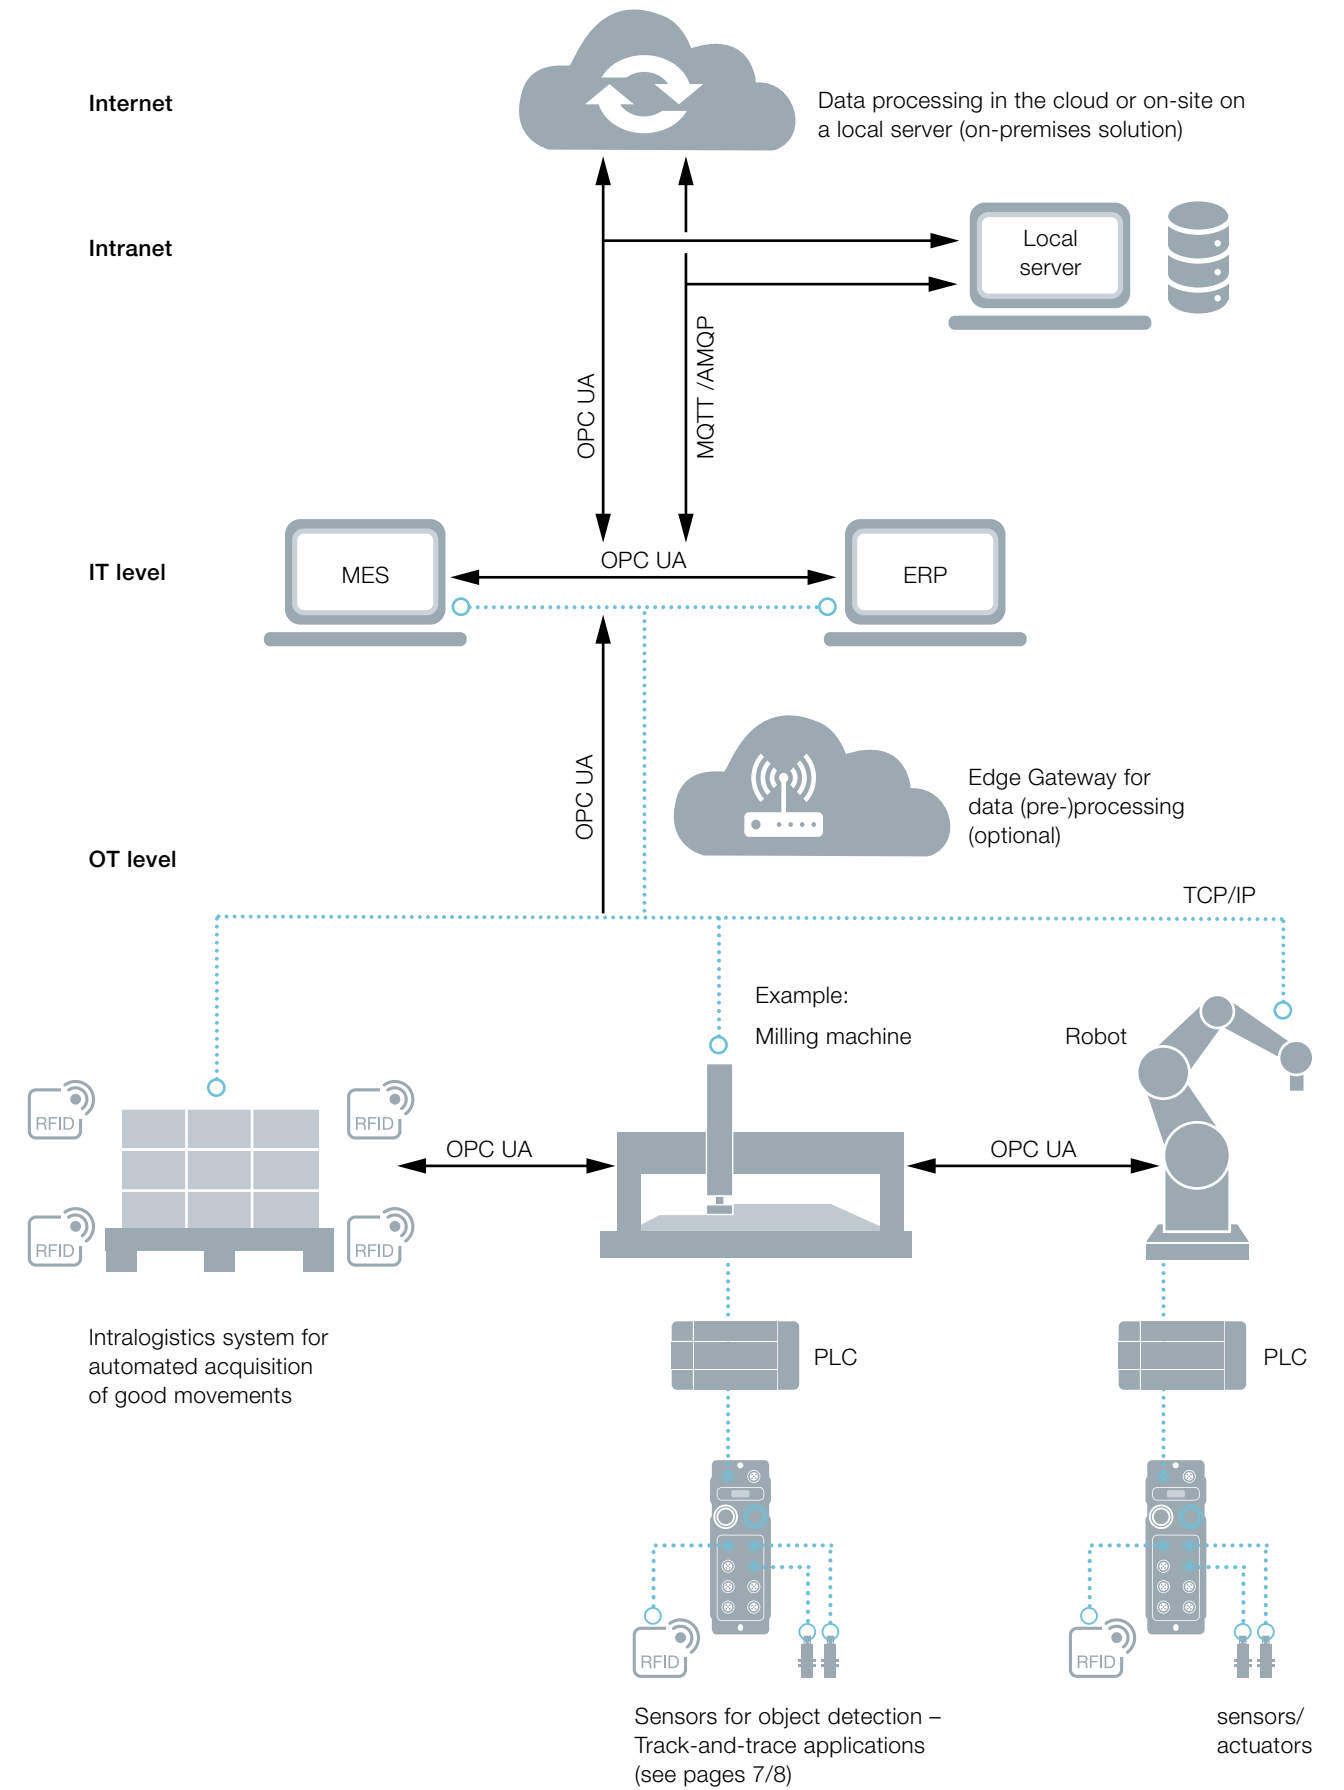 Internet
Data processing in the cloud or on-site on
a local server (on-premises solution)
Intranet
Local
server
OPC UA
MQTT /AMQP
IT level
MES
OPC UA
ERP
OPC UA
Edge Gateway for
data (pre-)processing
(optional)
OT level
TCP/IP
Example:
Milling machine
Robot
RFID
RFID
OPC UA
OPC UA
RFID
RFID
Intralogistics system for
automated acquisition
of good movements
PLC
PLC
RFID
RFID
Sensors for object detection –
Track-and-trace applications
(see pages 7/8)
sensors/
actuators